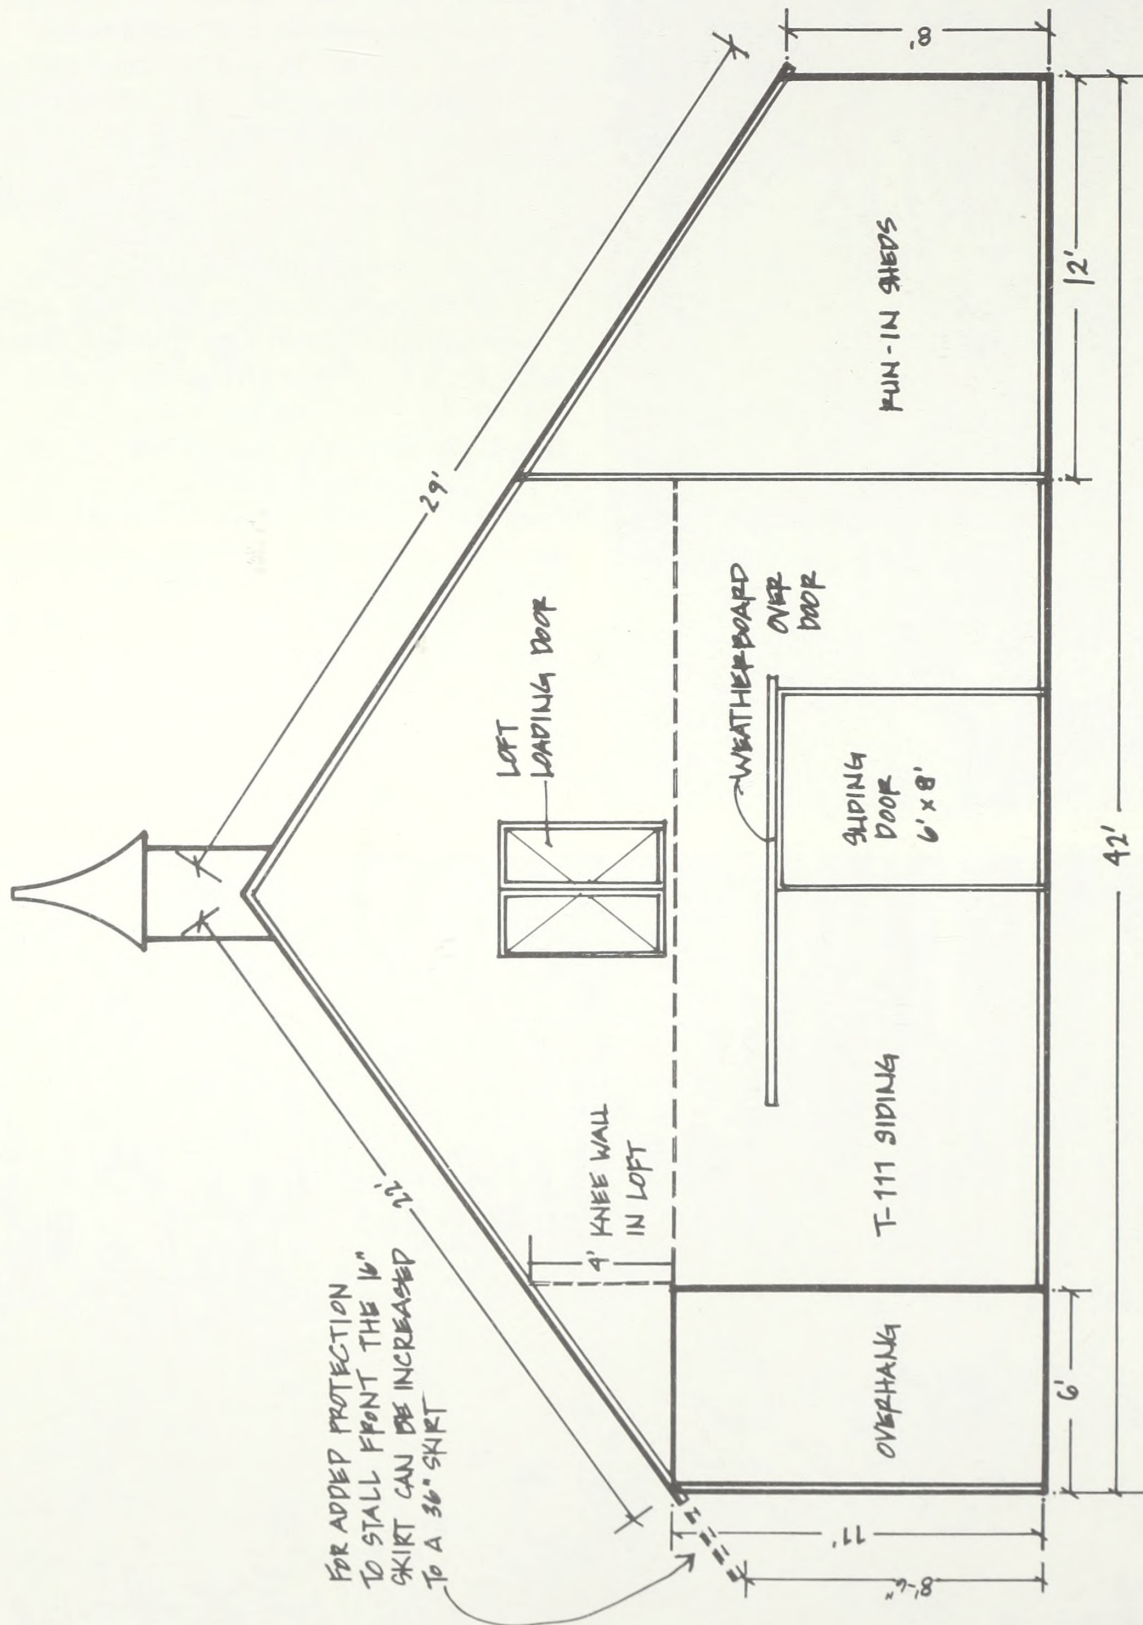 FOR ADDED PROTECTION
TO STALL FRONT THE 16"
SKIRT CAN BE INCREASED
TO A 36" SKIRT
22'
29'
4' KNEE WALL
IN LOFT
LOFT
LOADING DOOR
WEATHERBOARD
OVER
DOOR
OVERHANG
T-111 SIDING
SLIDING
DOOR
6' x 8'
RUN-IN SHEDS
11'
8'-6"
8'
6'
12'
42'